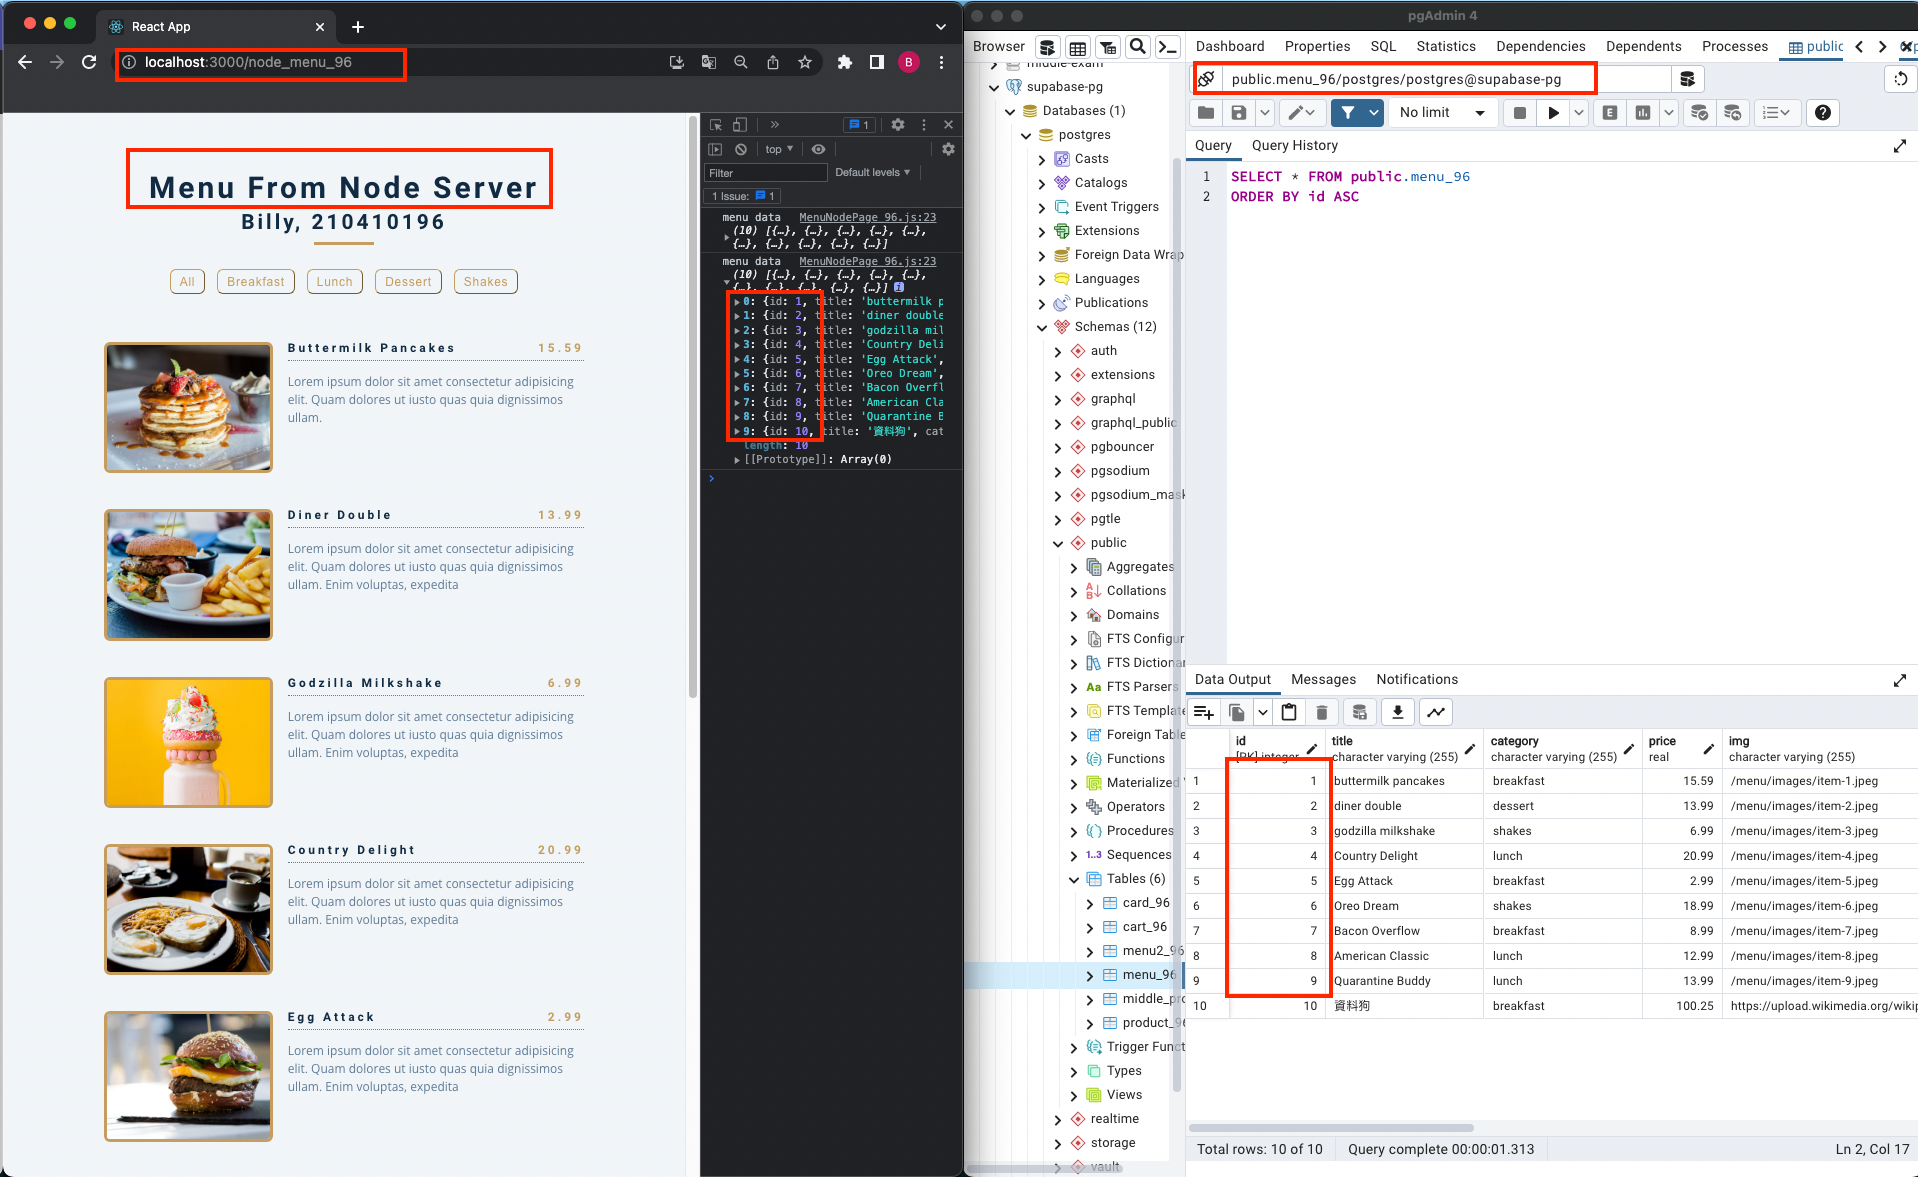 React App
localhost:3000/node_menu_96
B
Menu From Node Server
Billy, 210410196
All
Breakfast
Lunch
Dessert
Shakes
Buttermilk Pancakes 15.59
Lorem ipsum dolor sit amet consectetur adipisicing
elit. Quam dolores ut iusto quas quia dignissimos
ullam.
Diner Double 13.99
Lorem ipsum dolor sit amet consectetur adipisicing
elit. Quam dolores ut iusto quas quia dignissimos
ullam. Enim voluptas, expedita
Godzilla Milkshake 6.99
Lorem ipsum dolor sit amet consectetur adipisicing
elit. Quam dolores ut iusto quas quia dignissimos
ullam. Enim voluptas, expedita
Country Delight 20.99
Lorem ipsum dolor sit amet consectetur adipisicing
elit. Quam dolores ut iusto quas quia dignissimos
ullam. Enim voluptas, expedita
Egg Attack 2.99
Lorem ipsum dolor sit amet consectetur adipisicing
elit. Quam dolores ut iusto quas quia dignissimos
ullam. Enim voluptas, expedita
1
top
Filter
Default levels
1 Issue: 1
menu data MenuNodePage 96.js:23
(10) [{…}, {…}, {…}, {…}, {…},
{…}, {…}, {…}, {…}, {…}]
menu data MenuNodePage 96.js:23
(10) [{…}, {…}, {…}, {…}, {…},
{…}, {…}, {…}, {…}, {…}] i
0: {id: 1, title: 'buttermilk p
1: {id: 2, title: 'diner double
2: {id: 3, title: 'godzilla mil
3: {id: 4, title: 'Country Deli
4: {id: 5, title: 'Egg Attack',
5: {id: 6, title: 'Oreo Dream',
6: {id: 7, title: 'Bacon Overfl
7: {id: 8, title: 'American Cla
8: {id: 9, title: 'Quarantine B
9: {id: 10, title: '資料狗', cat
length: 10
[[Prototype]]: Array(0)
pgAdmin 4
Browser
middle-exam
supabase-pg
Databases (1)
postgres
Casts
Catalogs
Event Triggers
Extensions
Foreign Data Wrap
Languages
Publications
Schemas (12)
auth
extensions
graphql
graphql_public
pgbouncer
pgsodium
pgsodium_mask
pgtle
public
Aggregates
Collations
Domains
FTS Configur
FTS Dictionar
FTS Parsers
FTS Template
Foreign Table
Functions
Materialized
Operators
Procedures
1..3 Sequences
Tables (6)
card_96
cart_96
menu2_96
menu_96
middle_pro
product_96
Trigger Funct
Types
Views
realtime
storage
vault
Dashboard Properties SQL Statistics Dependencies Dependents Processes public
public.menu_96/postgres/postgres@supabase-pg
No limit
E
Query Query History
1 SELECT * FROM public.menu_96
2 ORDER BY id ASC
Data Output Messages Notifications
id title category price img
[PK] integer character varying (255) character varying (255) real character varying (255)
1 1 buttermilk pancakes breakfast 15.59 /menu/images/item-1.jpeg
2 2 diner double dessert 13.99 /menu/images/item-2.jpeg
3 3 godzilla milkshake shakes 6.99 /menu/images/item-3.jpeg
4 4 Country Delight lunch 20.99 /menu/images/item-4.jpeg
5 5 Egg Attack breakfast 2.99 /menu/images/item-5.jpeg
6 6 Oreo Dream shakes 18.99 /menu/images/item-6.jpeg
7 7 Bacon Overflow breakfast 8.99 /menu/images/item-7.jpeg
8 8 American Classic lunch 12.99 /menu/images/item-8.jpeg
9 9 Quarantine Buddy lunch 13.99 /menu/images/item-9.jpeg
10 10 資料狗 breakfast 100.25 https://upload.wikimedia.org/wikip
Total rows: 10 of 10 Query complete 00:00:01.313 Ln 2, Col 17